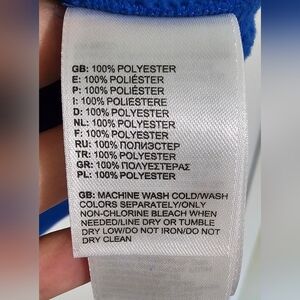 GB: 100% POLYESTER
E: 100% POLIÉSTER
P: 100% POLIÉSTER
I: 100% POLIESTERE
D: 100% POLYESTER
NL: 100% POLYESTER
F: 100% POLYESTER
RU: 100% ПОЛИЭСТЕР
TR: 100% POLYESTER
GR: 100% ΠΟΛΥΕΣΤΕΡΑΣ
PL: 100% POLYESTER
GB: MACHINE WASH COLD/WASH
COLORS SEPARATELY/ONLY
NON-CHLORINE BLEACH WHEN
NEEDED/LINE DRY OR TUMBLE
DRY LOW/DO NOT IRON/DO NOT
DRY CLEAN